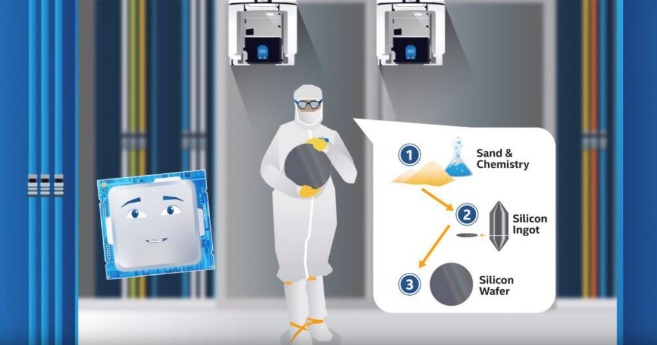 1
Sand &
Chemistry
2
Silicon
Ingot
3
Silicon
Wafer